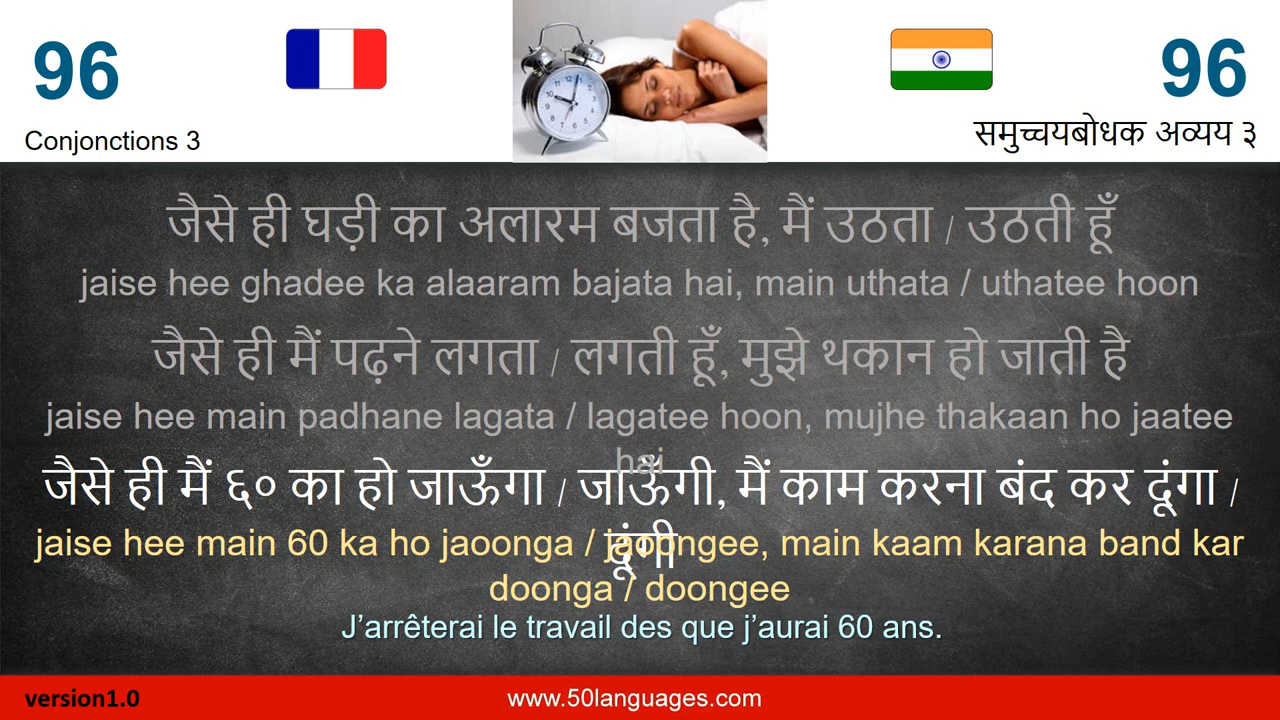 96
96
Conjonctions 3
समुच्चयबोधक अव्यय ३
जैसे ही घड़ी का अलारम बजता है, मैं उठता / उठती हूँ
jaise hee ghadee ka alaaram bajata hai, main uthata / uthatee hoon
जैसे ही मैं पढ़ने लगता / लगती हूँ, मुझे थकान हो जाती है
jaise hee main padhane lagata / lagatee hoon, mujhe thakaan ho jaatee
hai
जैसे ही मैं ६० का हो जाऊँगा / जाऊँगी, मैं काम करना बंद कर दूंगा /
दूंगी
jaise hee main 60 ka ho jaoonga / jaoongee, main kaam karana band kar
doonga / doongee
J’arrêterai le travail des que j’aurai 60 ans.
version1.0
www.50languages.com